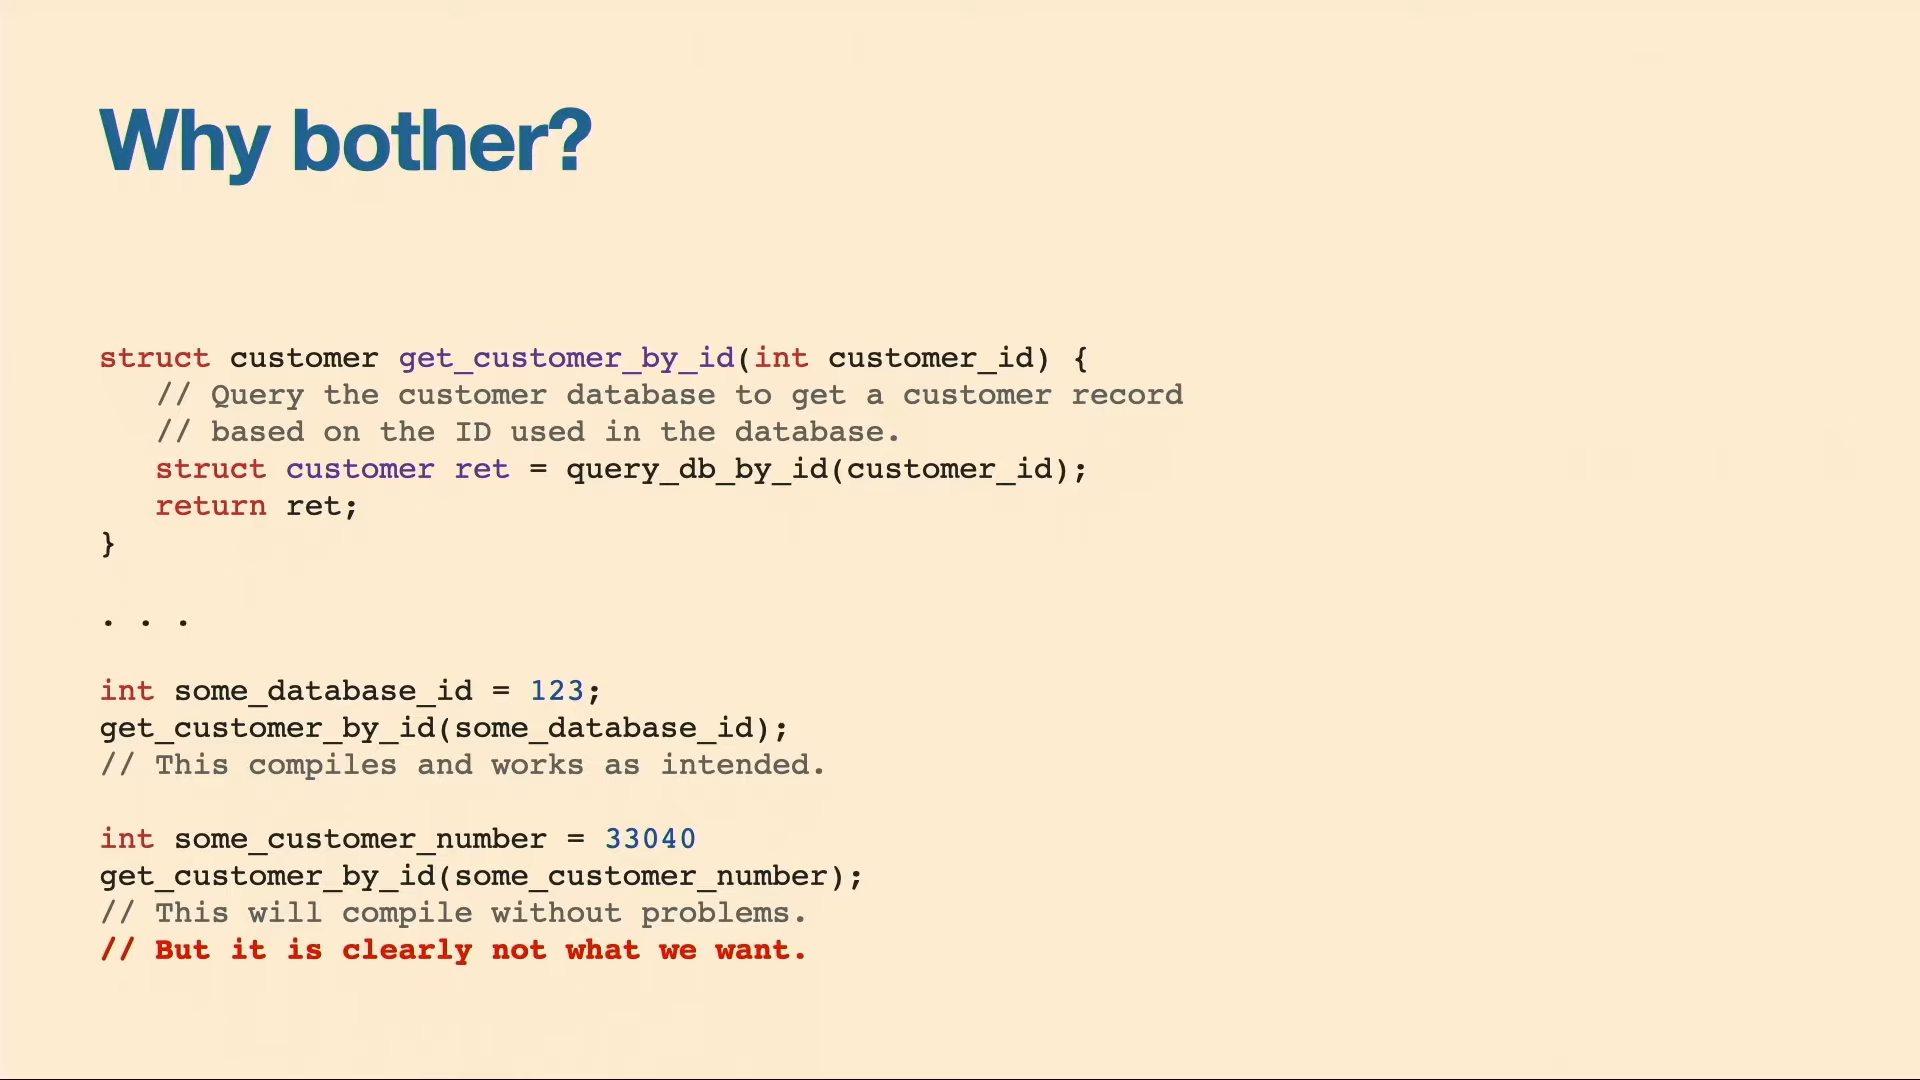 Why bother?
struct customer get_customer_by_id(int customer_id) {
// Query the customer database to get a customer record
// based on the ID used in the database.
struct customer ret = query_db_by_id(customer_id);
return ret;
}
. . .
int some_database_id = 123;
get_customer_by_id(some_database_id);
// This compiles and works as intended.
int some_customer_number = 33040
get_customer_by_id(some_customer_number);
// This will compile without problems.
// But it is clearly not what we want.